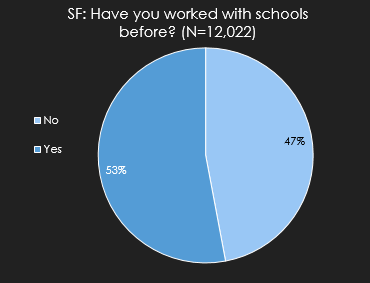 SF: Have you worked with schools
before? (N=12,022)
No
Yes
47%
53%